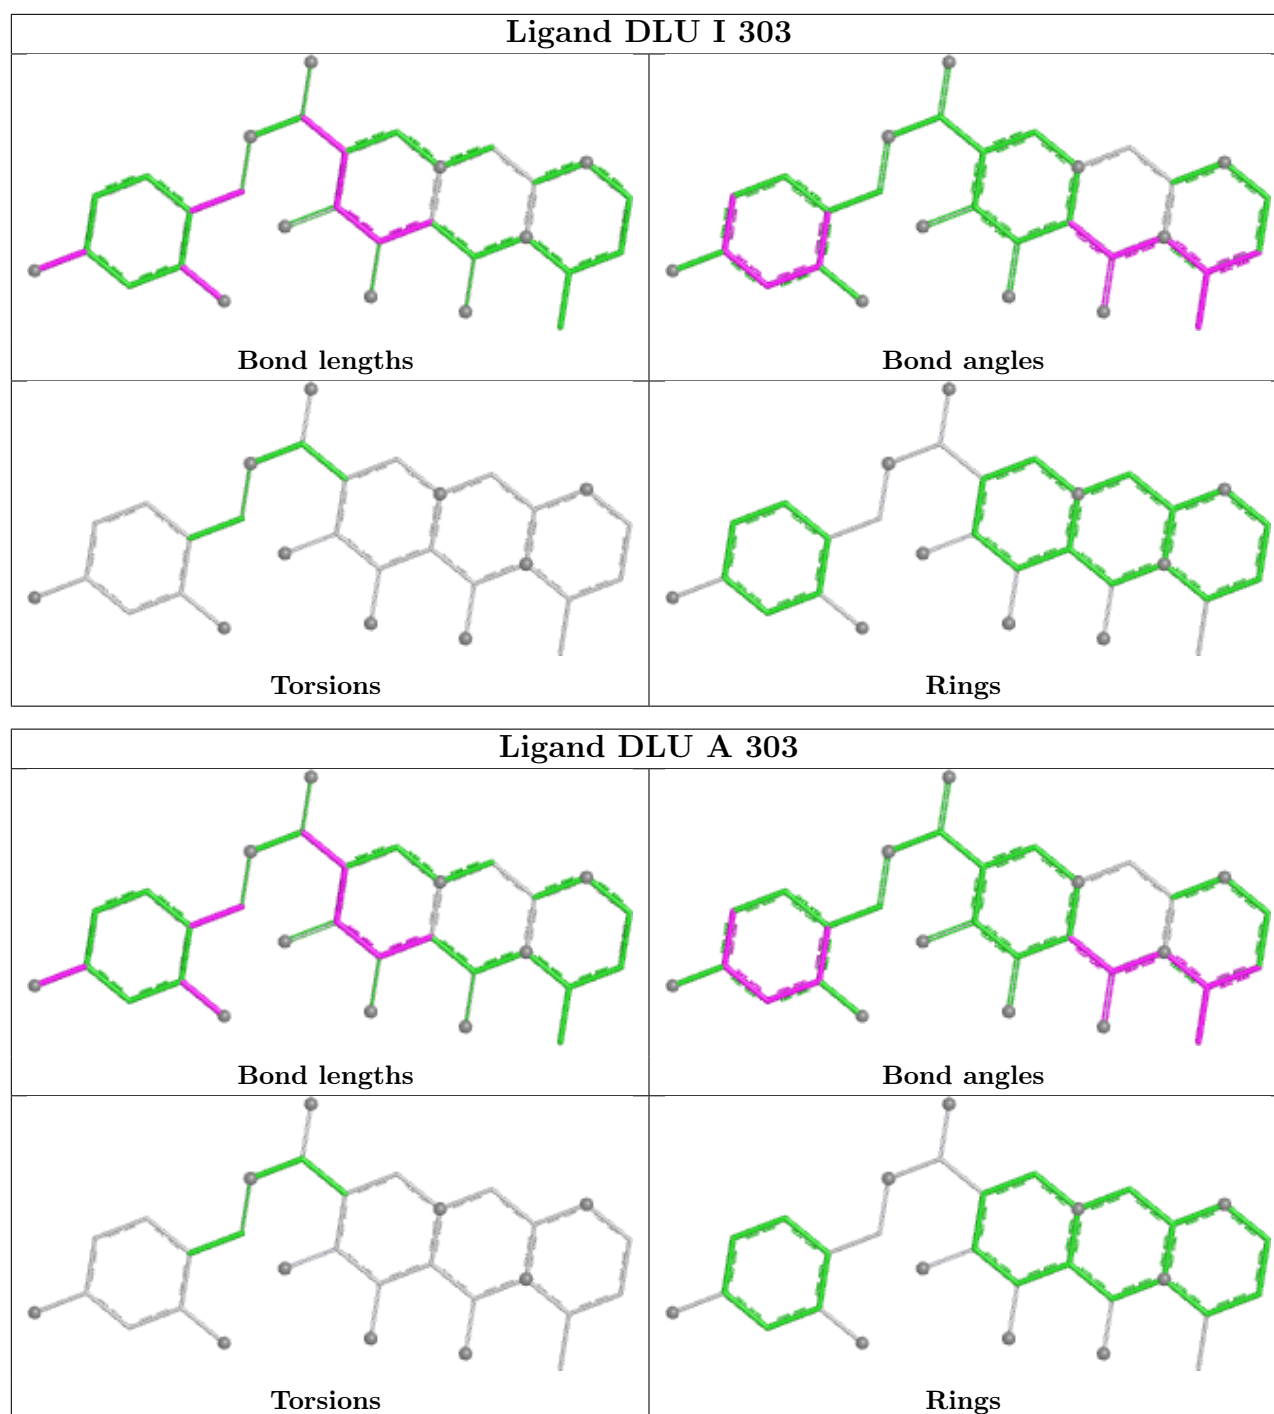 Ligand DLU I 303
Bond lengths
Bond angles
Torsions
Rings
Ligand DLU A 303
Bond lengths
Bond angles
Torsions
Rings